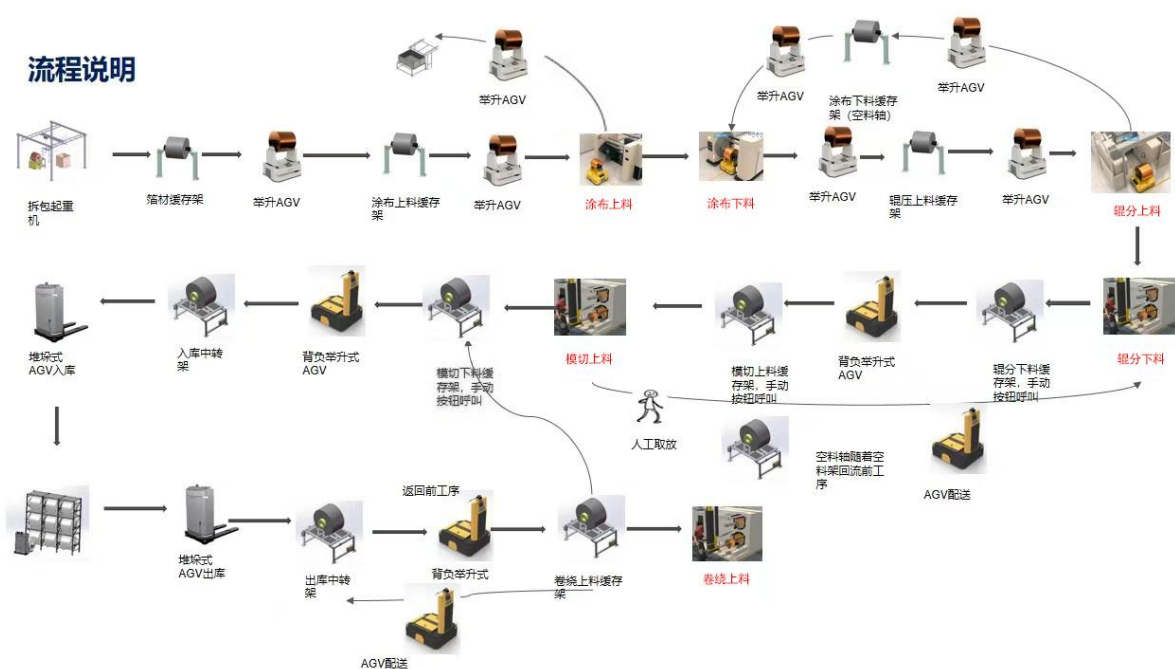 流程说明
举升AGV
举升AGV
涂布下料缓存
架（空料轴）
举升AGV
拆包起重
机
箔材缓存架
举升AGV
涂布上料缓存
架
举升AGV
涂布上料
涂布下料
举升AGV
辊压上料缓存
架
举升AGV
辊分上料
堆垛式
AGV入库
入库中转
架
背负举升式
AGV
模切下料缓
存架，手动
按钮呼叫
模切上料
模切上料缓
存架，手动
按钮呼叫
背负举升式
AGV
辊分下料缓
存架，手动
按钮呼叫
辊分下料
人工取放
空料轴随着空
料架回流前工
序
AGV配送
堆垛式
AGV出库
出库中转
架
返回前工序
背负举升式
卷绕上料缓存
架
卷绕上料
AGV配送